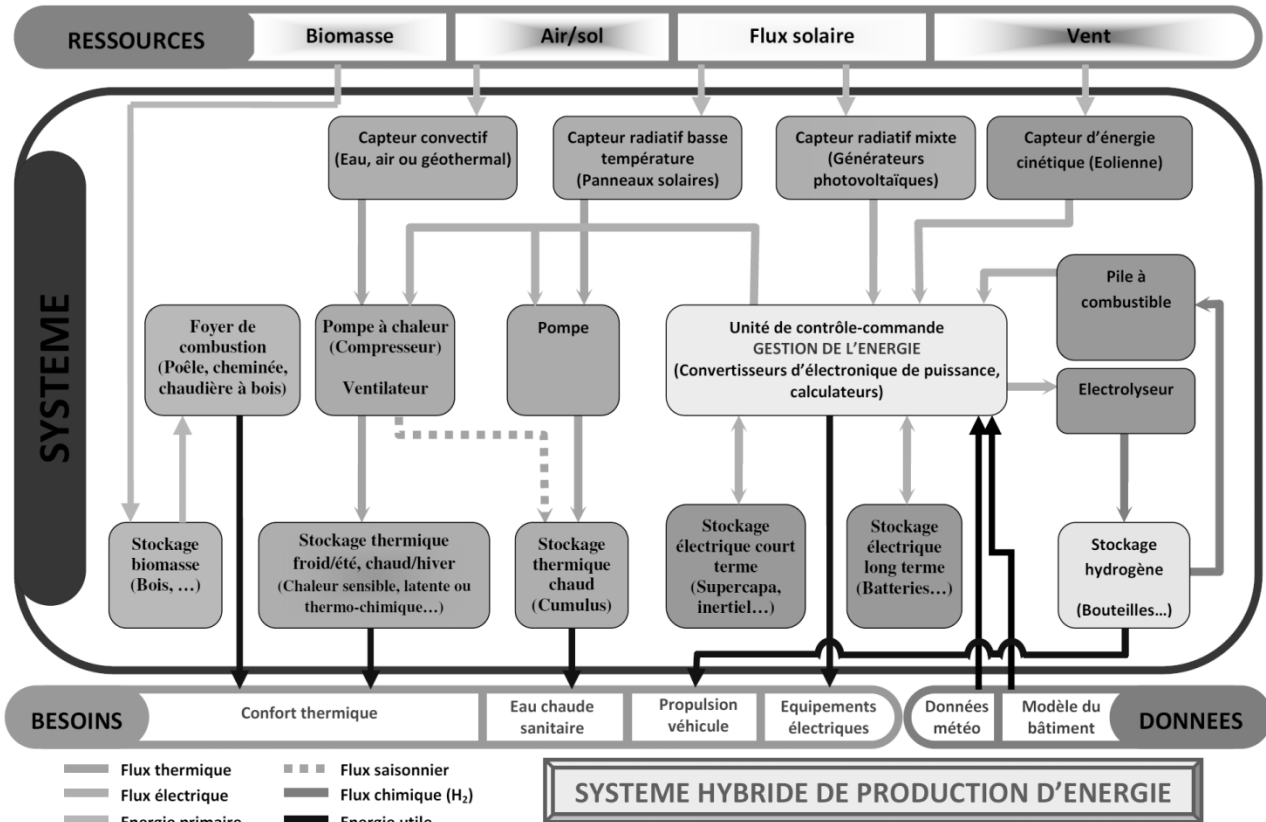 RESSOURCES
Biomasse
Air/sol
Flux solaire
Vent
SYSTEME
Capteur convectif
(Eau, air ou géothermal)
Capteur radiatif basse
température
(Panneaux solaires)
Capteur radiatif mixte
(Générateurs
photovoltaïques)
Capteur d'énergie
cinétique (Eolienne)
Foyer de
combustion
(Poêle, cheminée,
chaudière à bois)
Pompe à chaleur
(Compresseur)
Ventilateur
Pompe
Unité de contrôle-commande
GESTION DE L'ENERGIE
(Convertisseurs d'électronique de puissance,
calculateurs)
Pile à
combustible
Electrolyseur
Stockage
biomasse
(Bois, …)
Stockage thermique
froid/été, chaud/hiver
(Chaleur sensible, latente ou
thermo-chimique…)
Stockage
thermique
chaud
(Cumulus)
Stockage
électrique court
terme
(Supercapa,
inertiel…)
Stockage
électrique
long terme
(Batteries…)
Stockage
hydrogène
(Bouteilles…)
BESOINS
Confort thermique
Eau chaude
sanitaire
Propulsion
véhicule
Equipements
électriques
Données
météo
Modèle du
bâtiment
DONNEES
Flux thermique
Flux électrique
Energie primaire
Flux saisonnier
Flux chimique (H₂)
Energie utile
SYSTEME HYBRIDE DE PRODUCTION D'ENERGIE